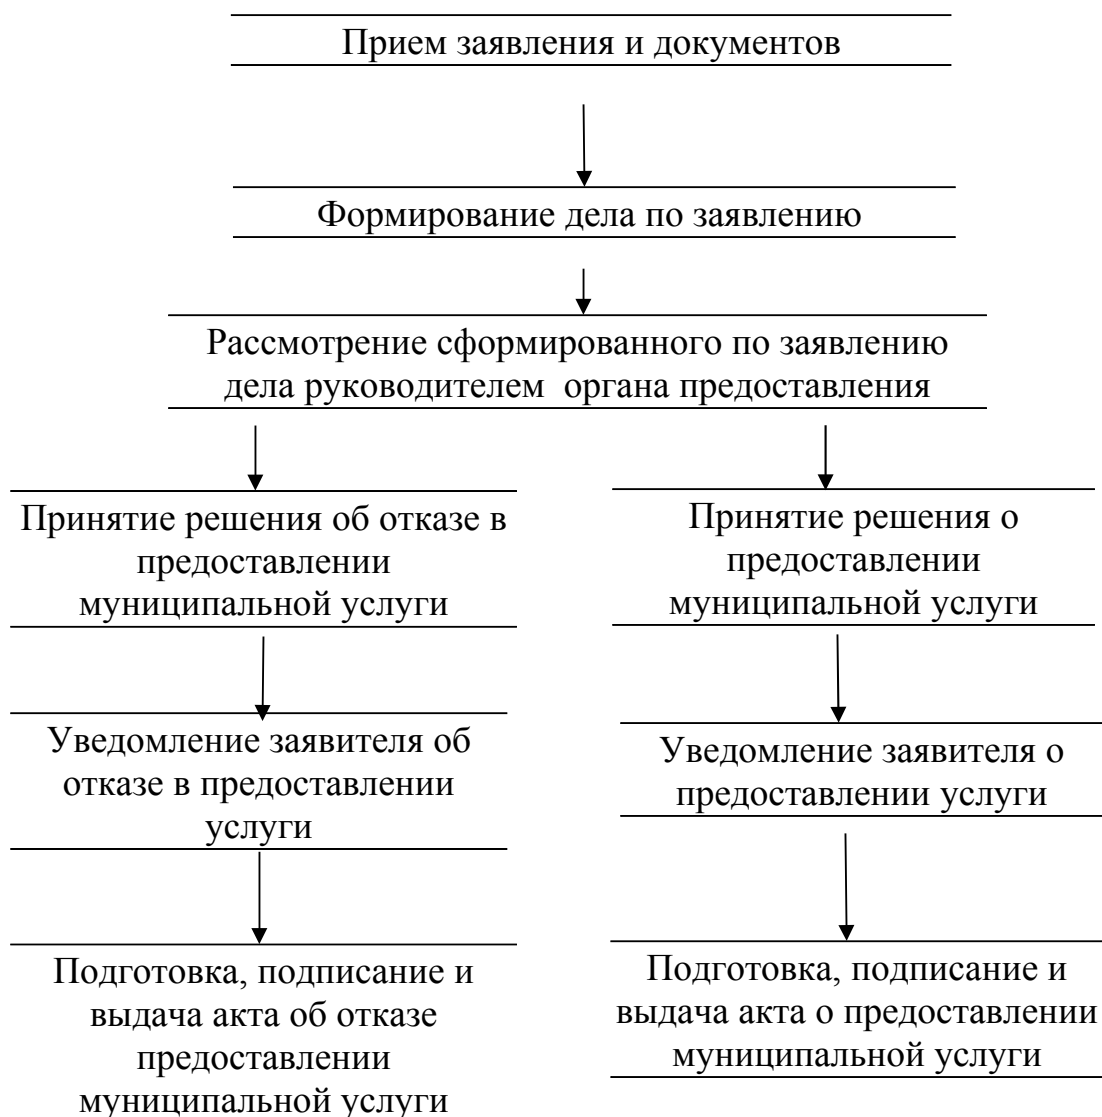 Прием заявления и документов
Формирование дела по заявлению
Рассмотрение сформированного по заявлению
дела руководителем  органа предоставления
Принятие решения об отказе в
предоставлении
муниципальной услуги
Принятие решения о
предоставлении
муниципальной услуги
Уведомление заявителя об
отказе в предоставлении
услуги
Уведомление заявителя о
предоставлении услуги
Подготовка, подписание и
выдача акта об отказе
предоставлении
муниципальной услуги
Подготовка, подписание и
выдача акта о предоставлении
муниципальной услуги